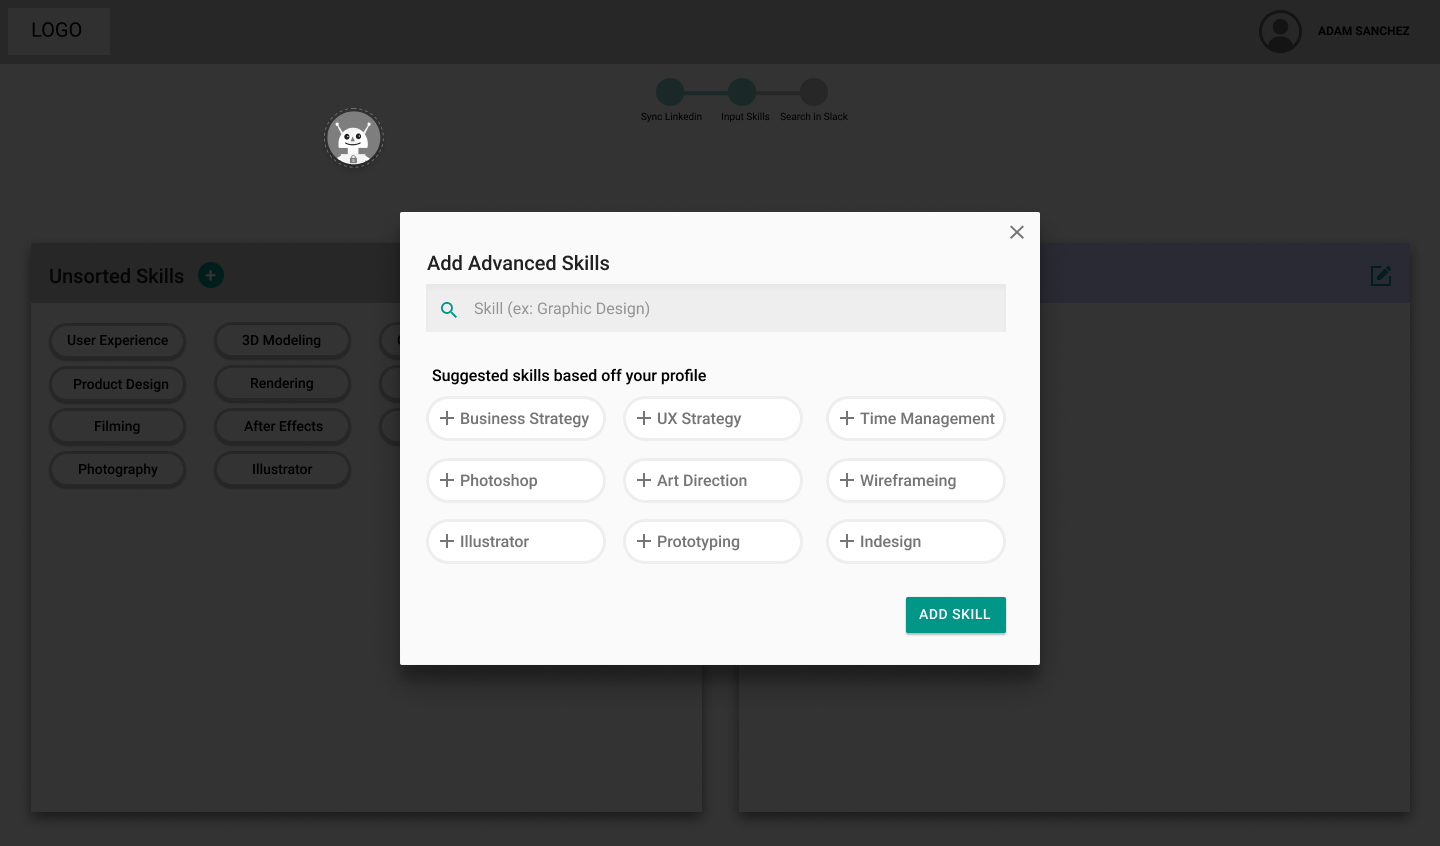 LOGO
ADAM SANCHEZ
Sync Linkedin
Input Skills
Search in Slack
Add Advanced Skills
Skill (ex: Graphic Design)
Suggested skills based off your profile
Business Strategy
UX Strategy
Time Management
Photoshop
Art Direction
Wireframeing
Illustrator
Prototyping
Indesign
ADD SKILL
Unsorted Skills
User Experience
3D Modeling
Product Design
Rendering
Filming
After Effects
Photography
Illustrator